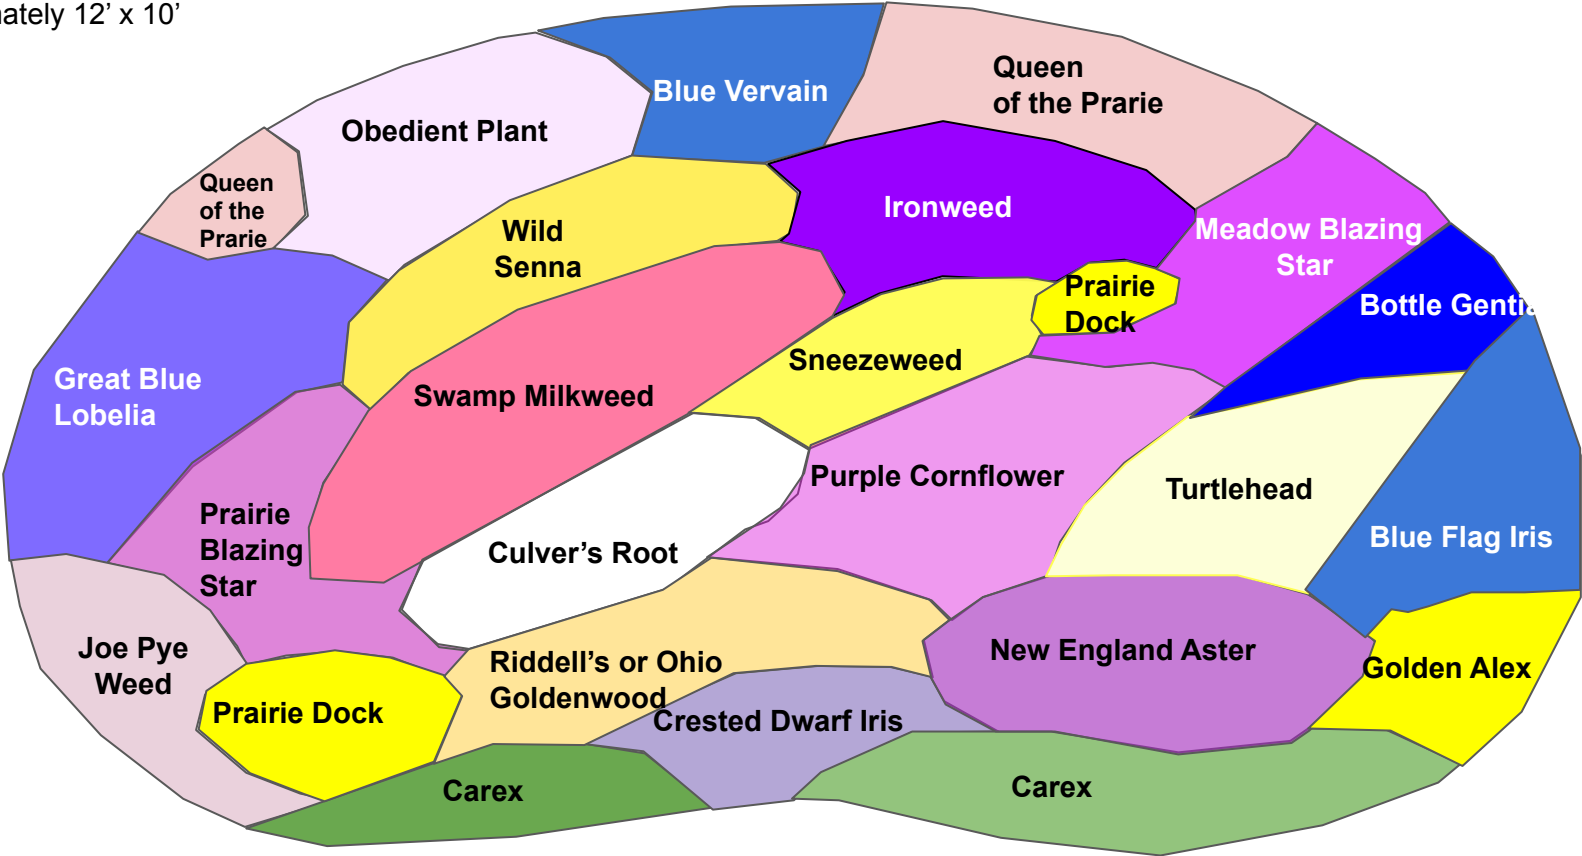 ately 12’ x 10’
Queen
of the Prarie
Blue Vervain
Obedient Plant
Queen
of the
Prarie
Ironweed
Wild
Senna
Meadow Blazing
Star
Prairie
Dock
Bottle Gentia
Sneezeweed
Great Blue
Lobelia
Swamp Milkweed
Purple Cornflower
Turtlehead
Prairie
Blazing
Star
Culver’s Root
Blue Flag Iris
Joe Pye
Weed
Riddell’s or Ohio
Goldenwood
New England Aster
Golden Alex
Prairie Dock
Crested Dwarf Iris
Carex
Carex